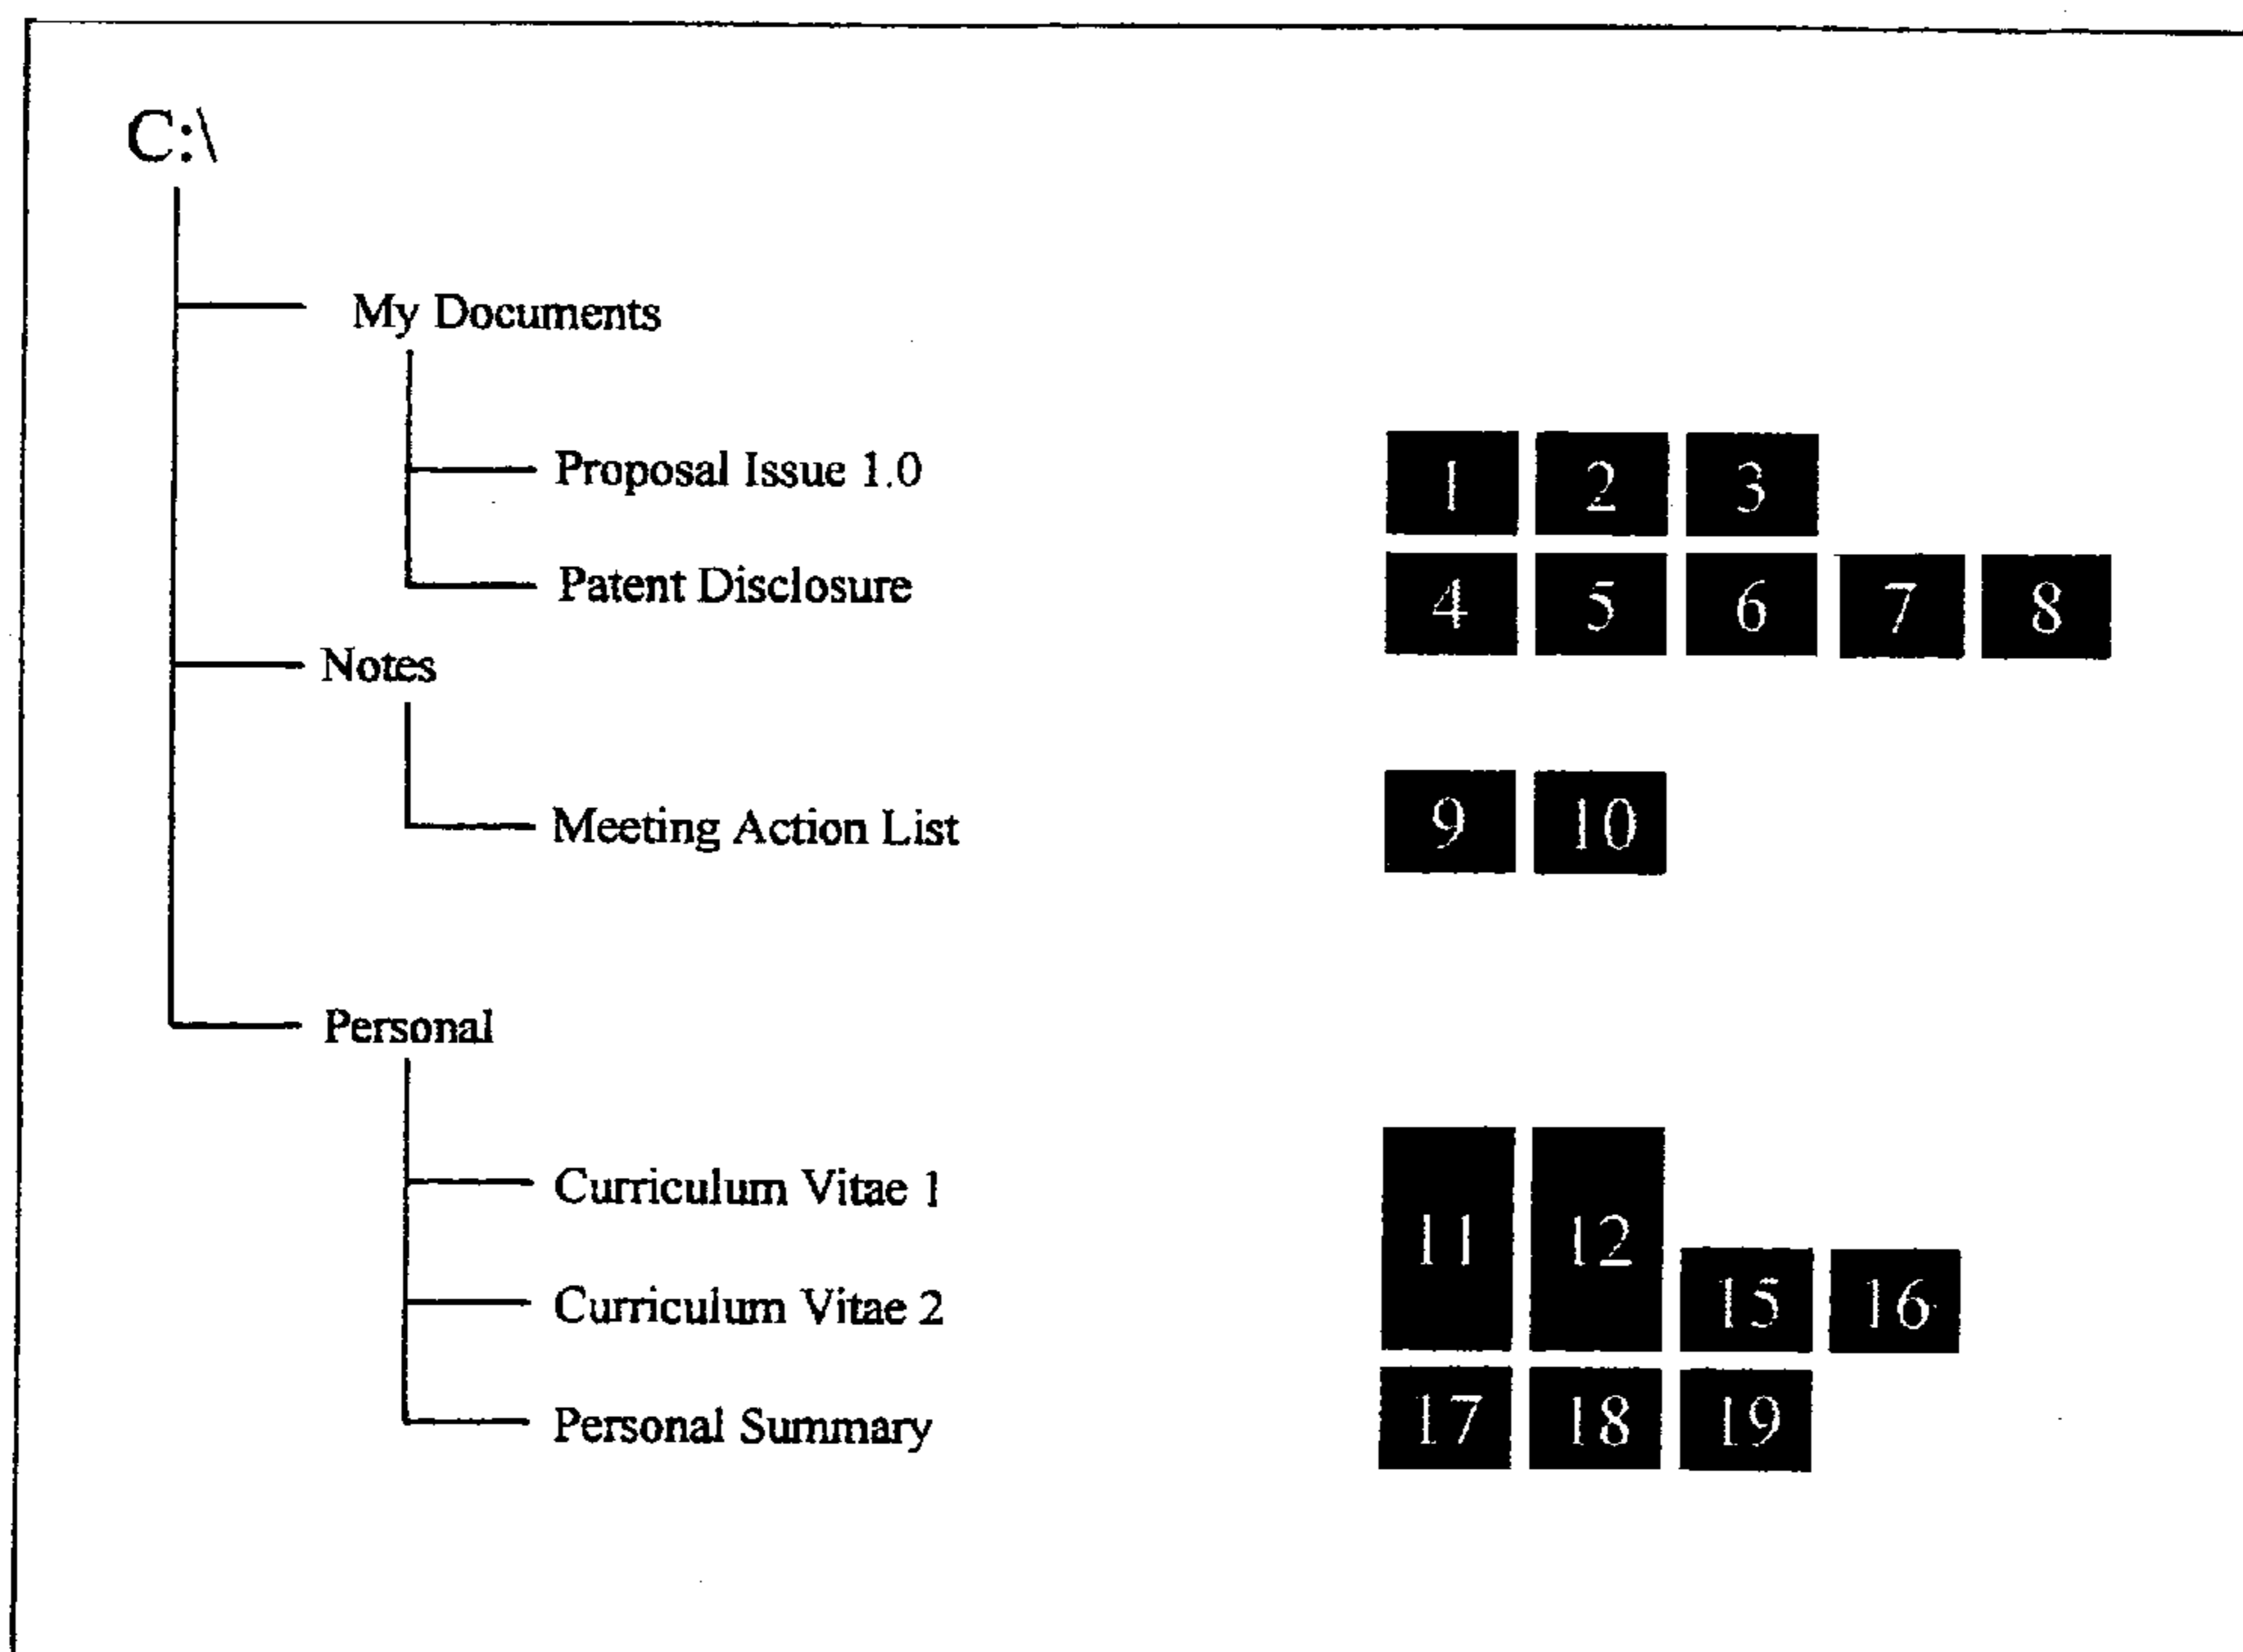 C:\
My Documents
Proposal Issue 1.0 1 2 3
Patent Disclosure 4 5 6 7 8
Notes
Meeting Action List 9 10
Personal
Curriculum Vitae 1 11 12
Curriculum Vitae 2 15 16
Personal Summary 17 18 19